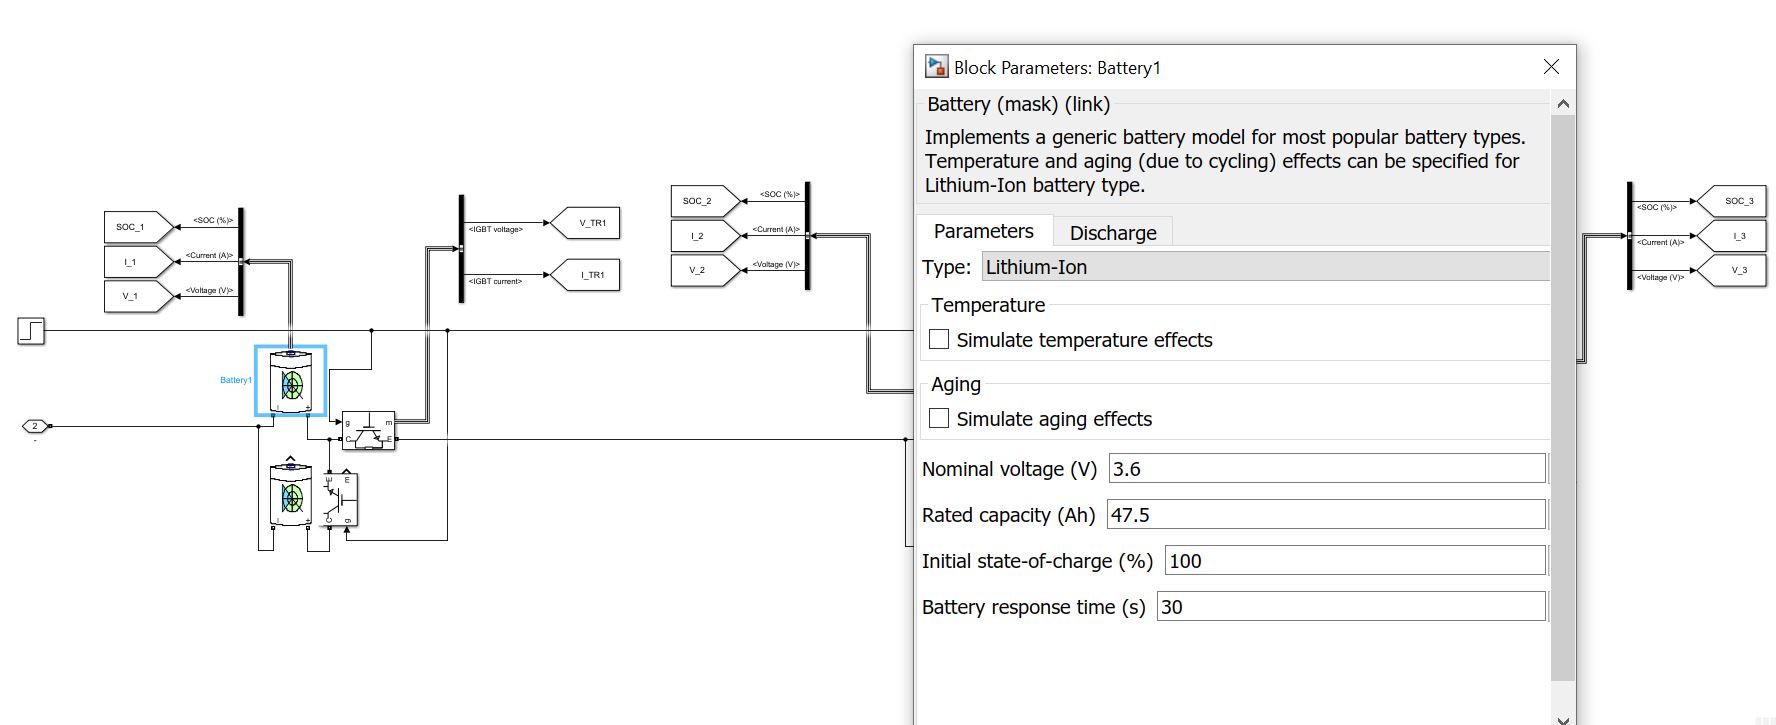 Block Parameters: Battery1
Battery (mask) (link)
Implements a generic battery model for most popular battery types.
Temperature and aging (due to cycling) effects can be specified for
Lithium-Ion battery type.
Parameters
Discharge
Type:
Lithium-Ion
Temperature
Simulate temperature effects
Aging
Simulate aging effects
Nominal voltage (V)
3.6
Rated capacity (Ah)
47.5
Initial state-of-charge (%)
100
Battery response time (s)
30
SOC_1
<SOC (%)>
I_1
<Current (A)>
V_1
<Voltage (V)>
V_TR1
<IGBT voltage>
I_TR1
<IGBT current>
SOC_2
<SOC (%)>
I_2
<Current (A)>
V_2
<Voltage (V)>
<SOC (%)>
SOC_3
<Current (A)>
I_3
<Voltage (V)>
V_3
Battery1
2
-
g
m
C
E
E
m
C
g